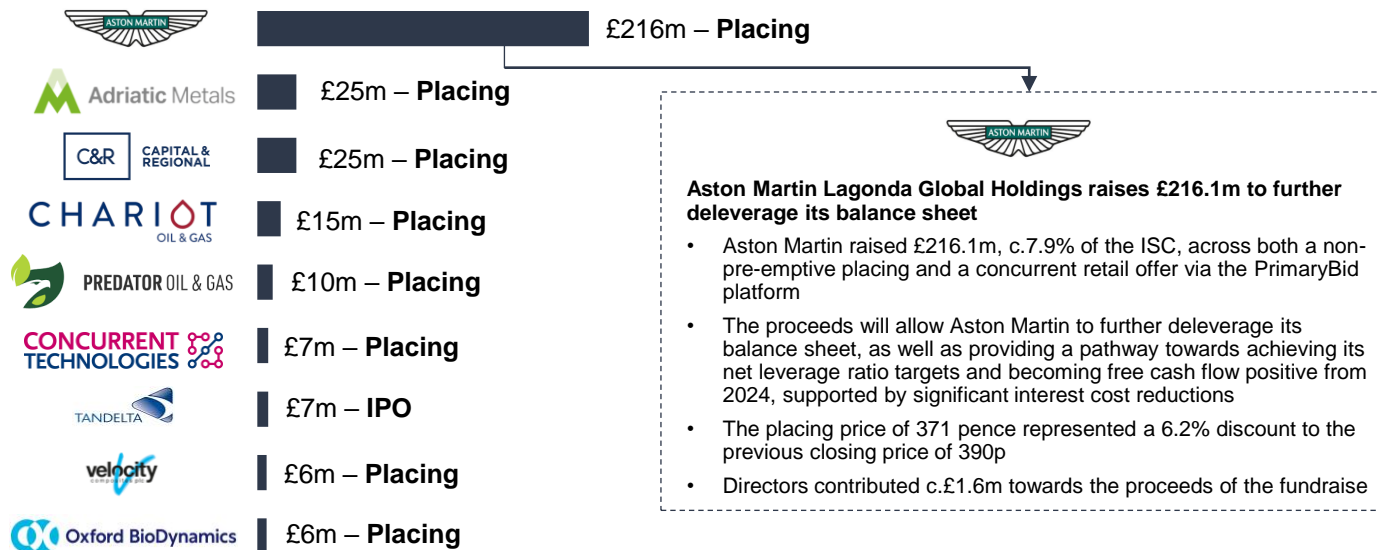 ASTON MARTIN
£216m – Placing
Adriatic Metals
£25m – Placing
C&R CAPITAL &
REGIONAL
£25m – Placing
CHARIOT
OIL & GAS
£15m – Placing
PREDATOR OIL & GAS
£10m – Placing
CONCURRENT
TECHNOLOGIES
£7m – Placing
TANDELTA
£7m – IPO
velocity
composites plc
£6m – Placing
Oxford BioDynamics
£6m – Placing
ASTON MARTIN
Aston Martin Lagonda Global Holdings raises £216.1m to further
deleverage its balance sheet
• Aston Martin raised £216.1m, c.7.9% of the ISC, across both a non-
pre-emptive placing and a concurrent retail offer via the PrimaryBid
platform
• The proceeds will allow Aston Martin to further deleverage its
balance sheet, as well as providing a pathway towards achieving its
net leverage ratio targets and becoming free cash flow positive from
2024, supported by significant interest cost reductions
• The placing price of 371 pence represented a 6.2% discount to the
previous closing price of 390p
• Directors contributed c.£1.6m towards the proceeds of the fundraise